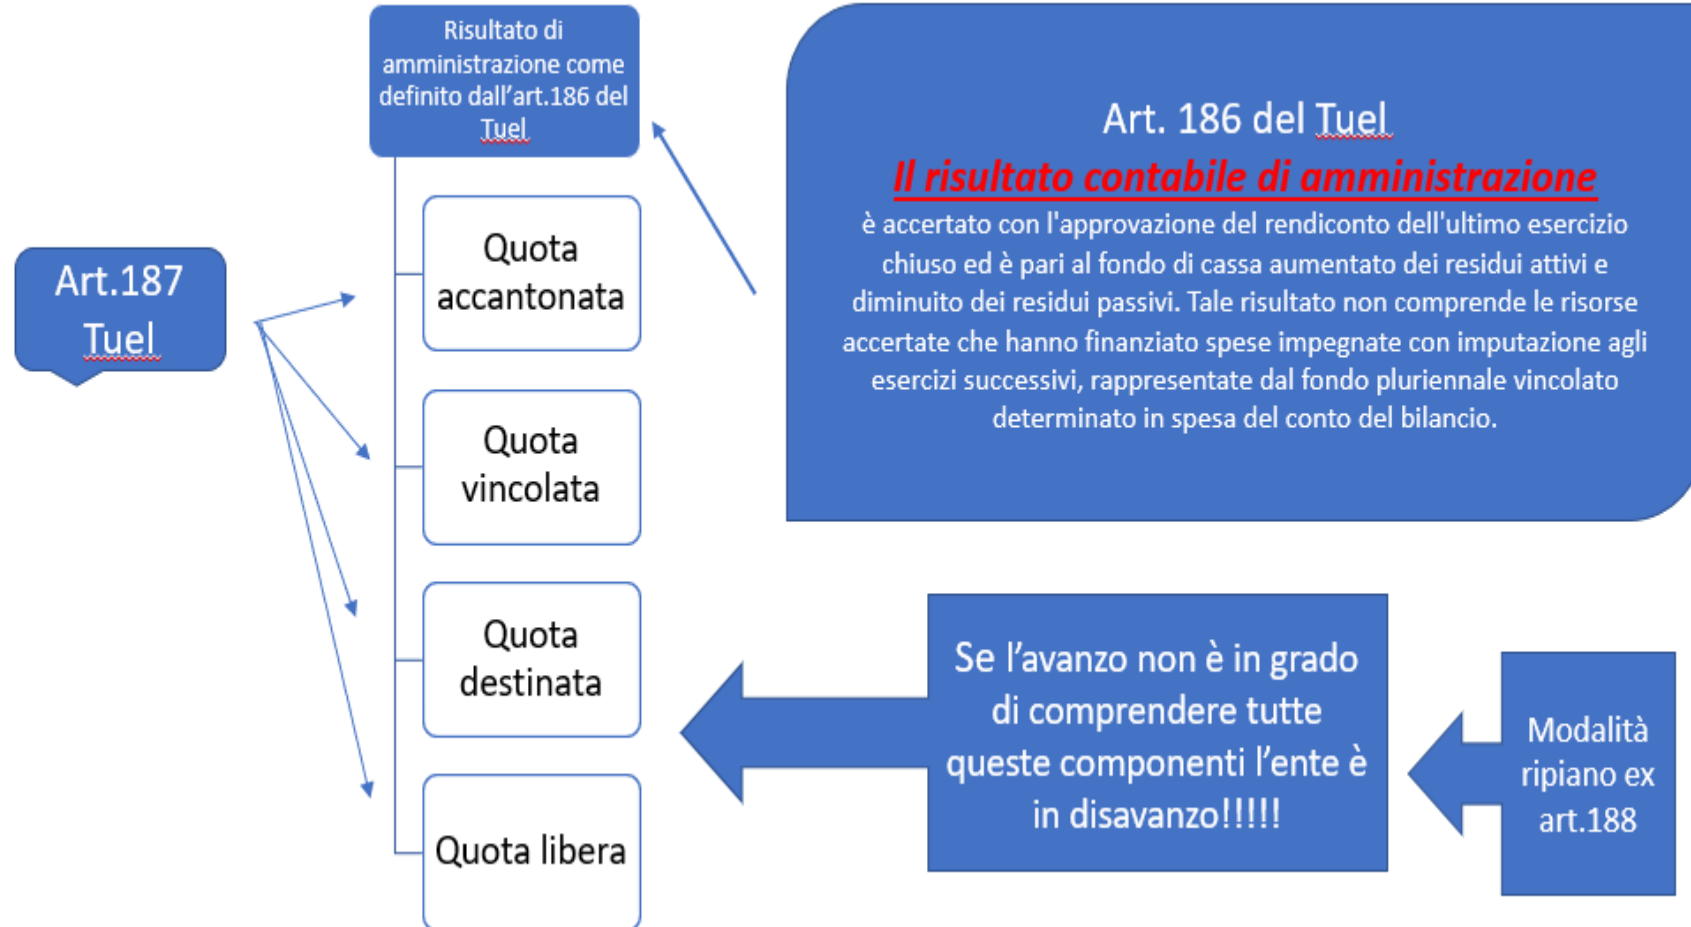 Risultato di
amministrazione come
definito dall'art.186 del
Tuel
Art.187
Tuel
Quota
accantonata
Quota
vincolata
Quota
destinata
Quota libera
Art. 186 del Tuel
Il risultato contabile di amministrazione
è accertato con l'approvazione del rendiconto dell'ultimo esercizio
chiuso ed è pari al fondo di cassa aumentato dei residui attivi e
diminuito dei residui passivi. Tale risultato non comprende le risorse
accertate che hanno finanziato spese impegnate con imputazione agli
esercizi successivi, rappresentate dal fondo pluriennale vincolato
determinato in spesa del conto del bilancio.
Se l'avanzo non è in grado
di comprendere tutte
queste componenti l'ente è
in disavanzo!!!!!
Modalità
ripiano ex
art.188